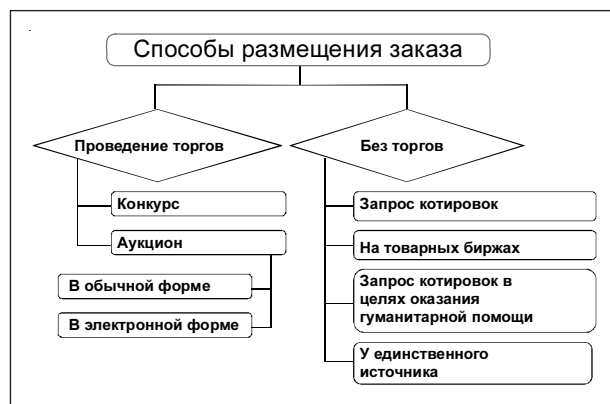 Способы размещения заказа
Проведение торгов
Без торгов
Конкурс
Аукцион
В обычной форме
В электронной форме
Запрос котировок
На товарных биржах
Запрос котировок в
целях оказания
гуманитарной помощи
У единственного
источника